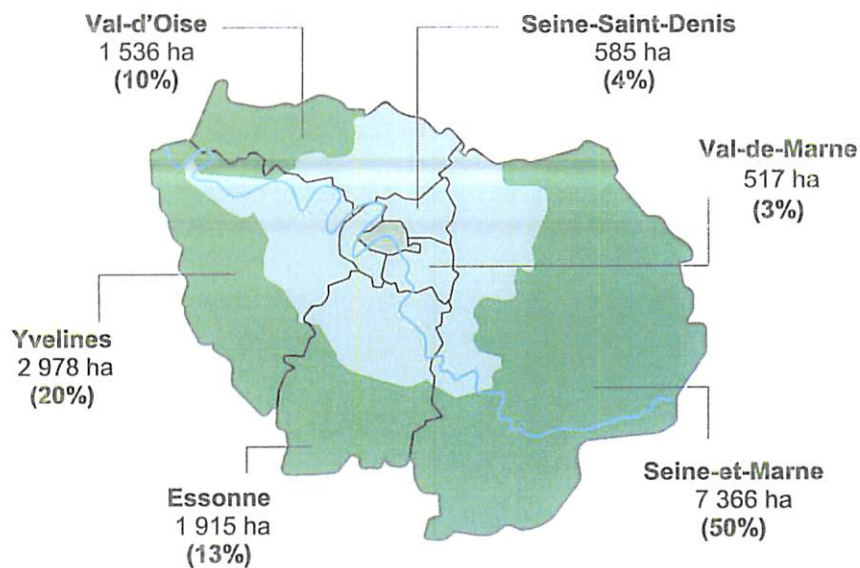 Val-d'Oise
1 536 ha
(10%)
Seine-Saint-Denis
585 ha
(4%)
Val-de-Marne
517 ha
(3%)
Yvelines
2 978 ha
(20%)
Essonne
1 915 ha
(13%)
Seine-et-Marne
7 366 ha
(50%)